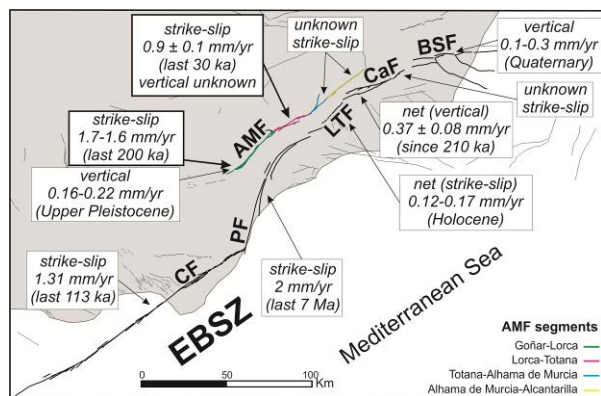 strike-slip
0.9 ± 0.1 mm/yr
(last 30 ka)
vertical unknown
unknown
strike-slip
BSF
vertical
0.1-0.3 mm/yr
(Quaternary)
CaF
unknown
strike-slip
strike-slip
1.7-1.6 mm/yr
(last 200 ka)
AMF
LTF
net (vertical)
0.37 ± 0.08 mm/yr
(since 210 ka)
vertical
0.16-0.22 mm/yr
(Upper Pleistocene)
net (strike-slip)
0.12-0.17 mm/yr
(Holocene)
PF
strike-slip
1.31 mm/yr
(last 113 ka)
CF
strike-slip
2 mm/yr
(last 7 Ma)
EBSZ
Mediterranean Sea
AMF segments
Goñar-Lorca
Lorca-Totana
Totana-Alhama de Murcia
Alhama de Murcia-Alcantarilla
0 50 100
Km